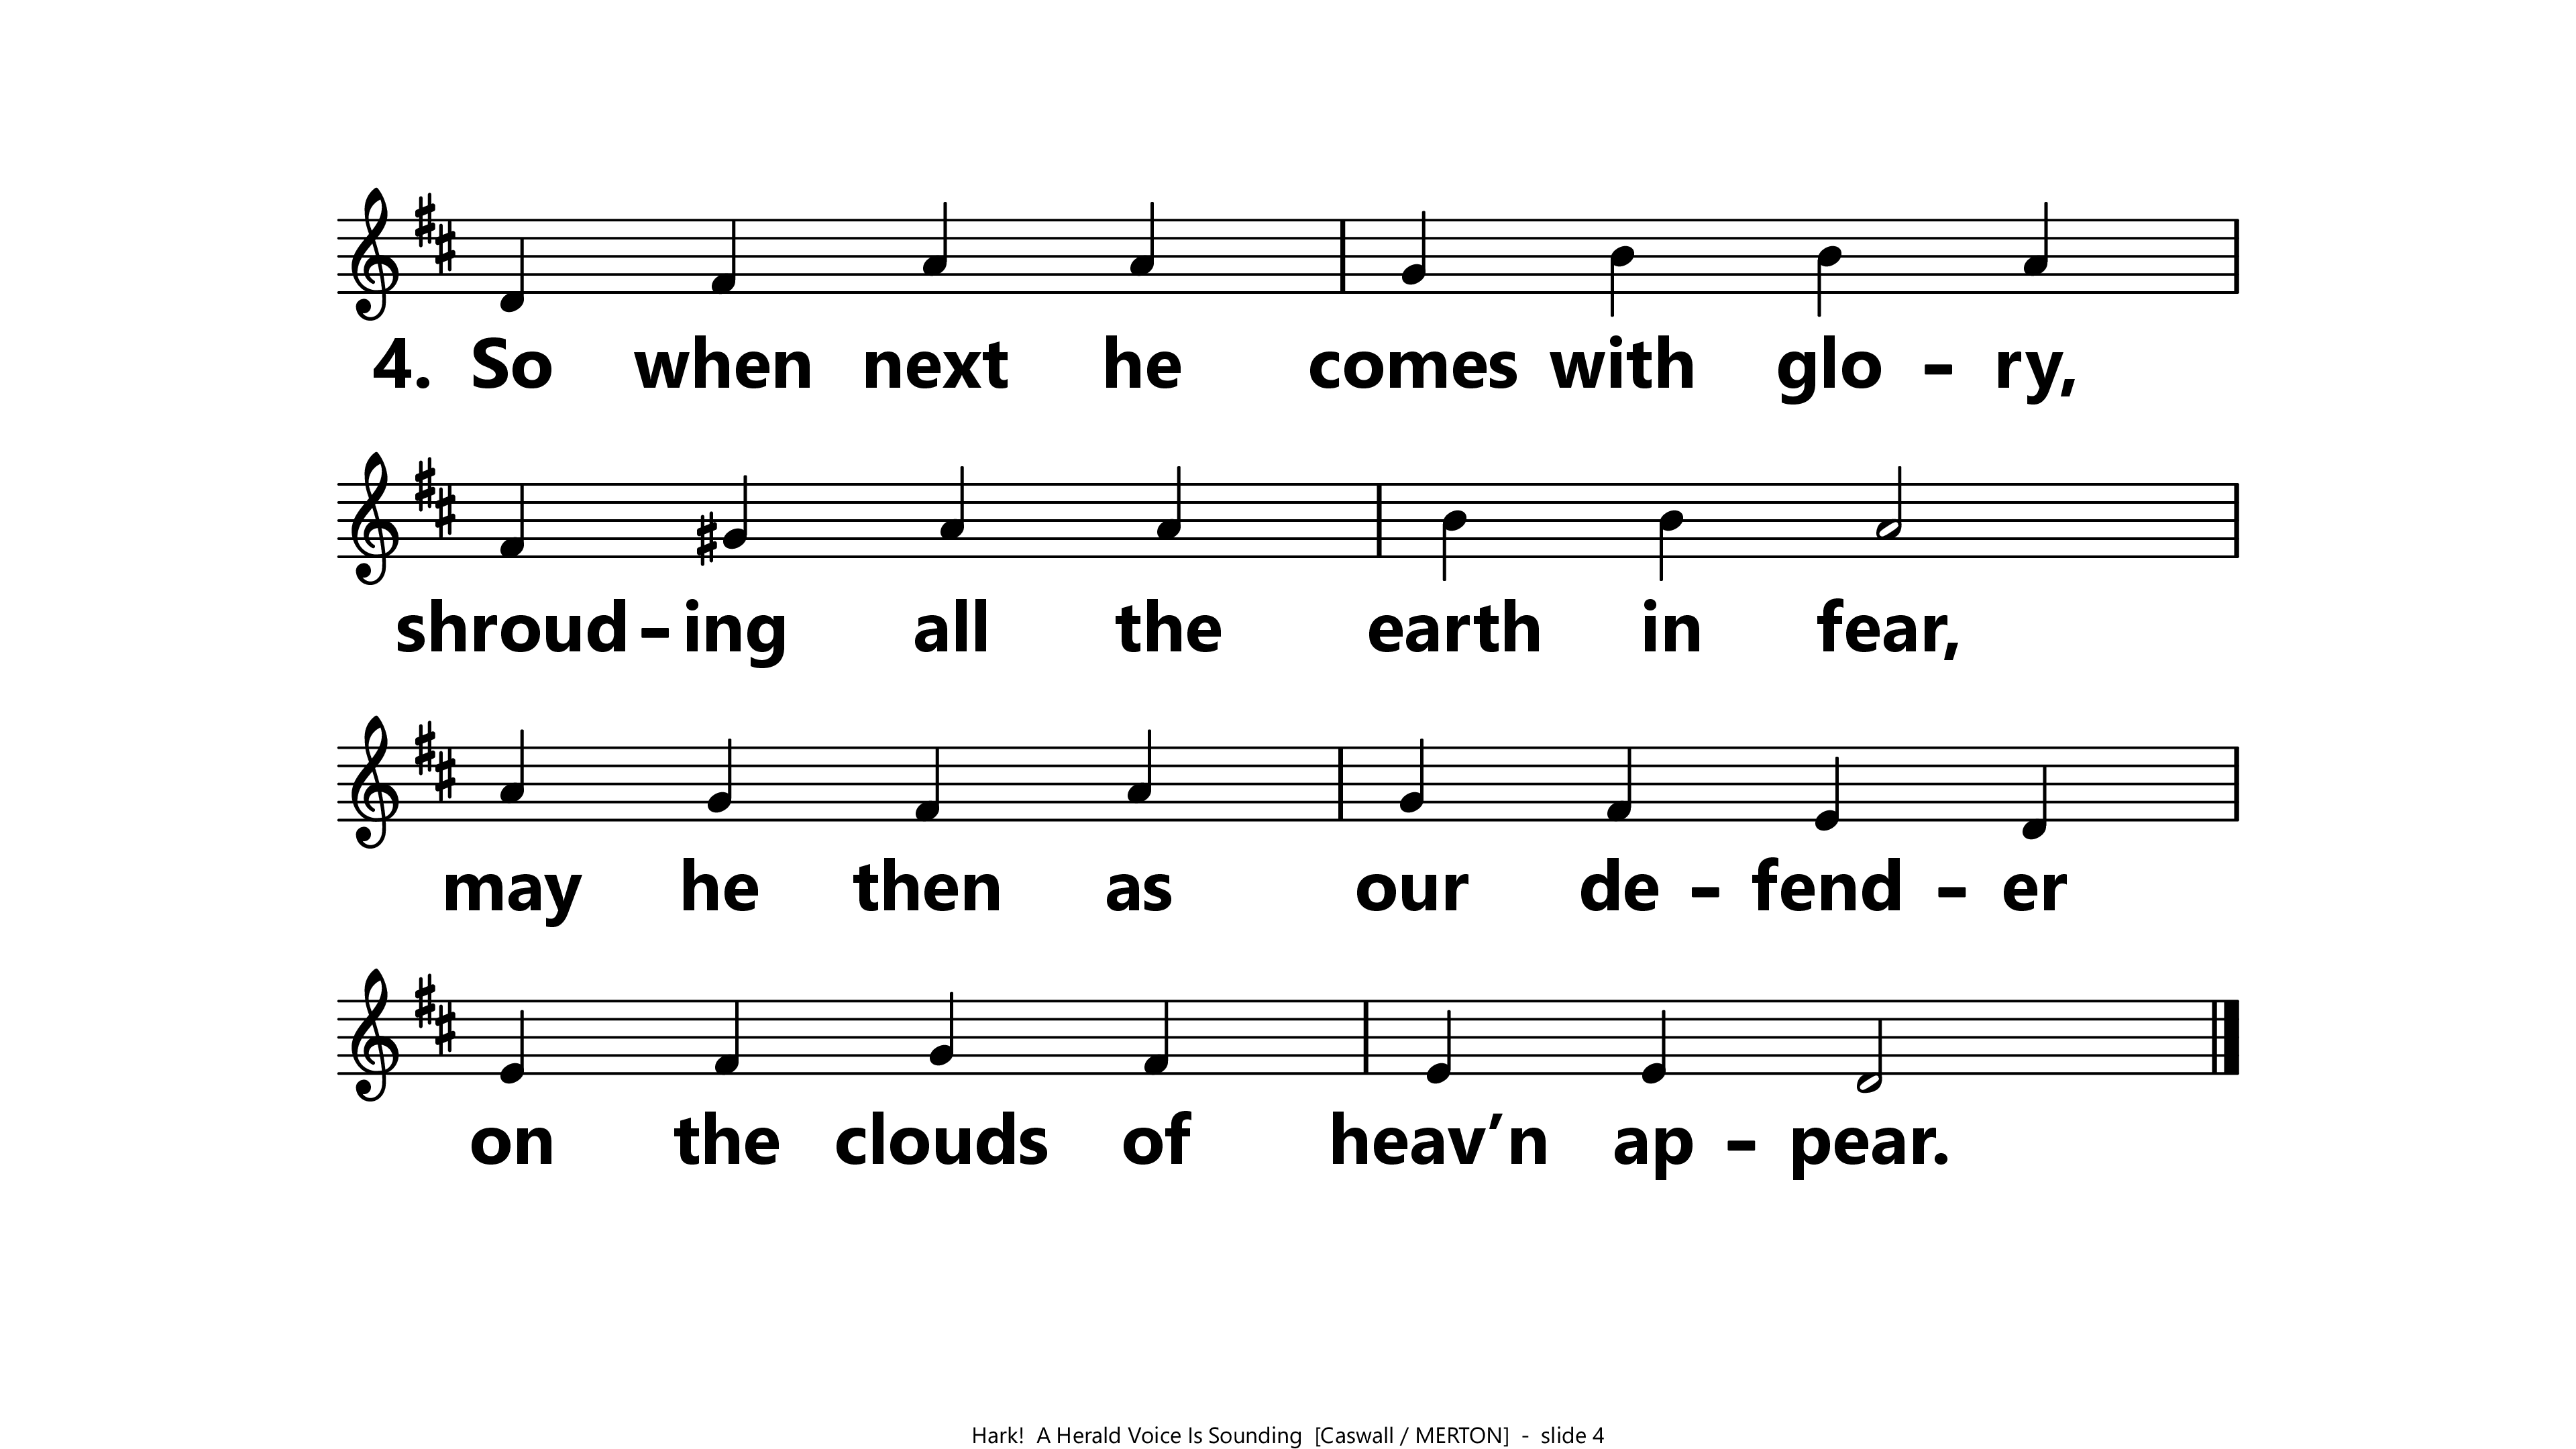 4. So when next he comes with glo - ry,
shroud - ing all the earth in fear,
may he then as our de - fend - er
on the clouds of heav’n ap - pear.
Hark! A Herald Voice Is Sounding [Caswall / MERTON] - slide 4